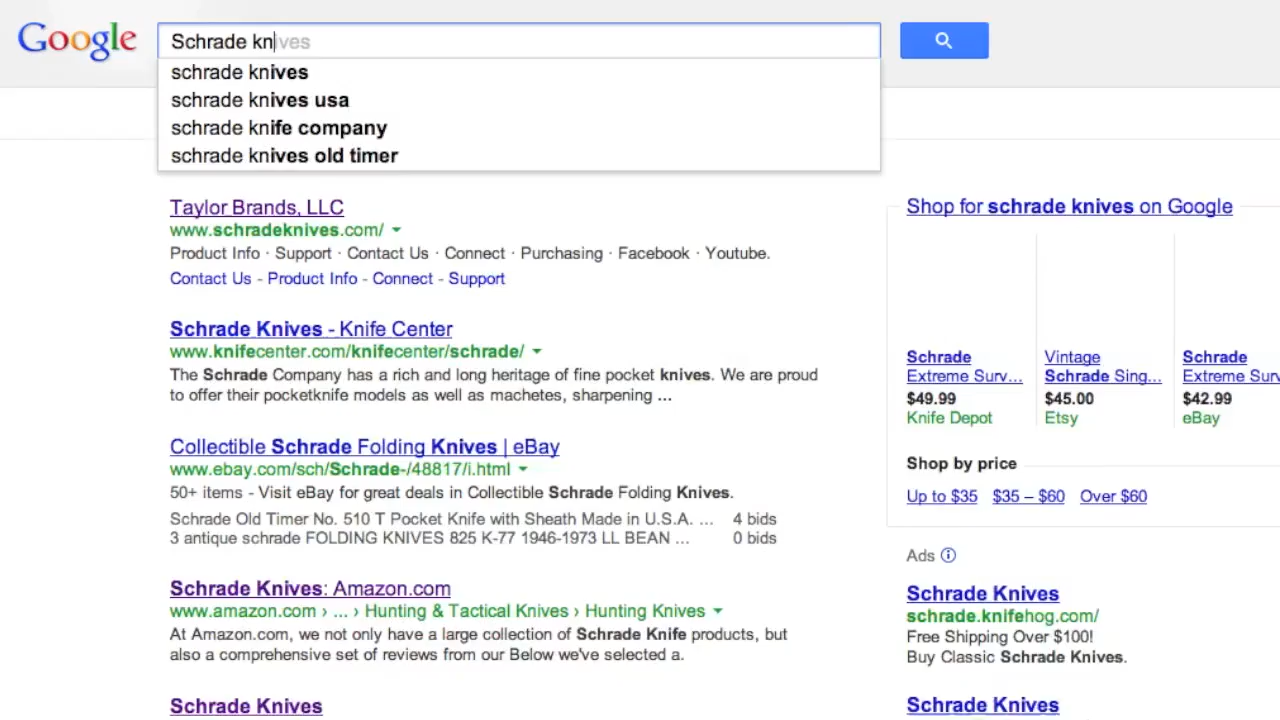 Google
Schrade knives
schrade knives
schrade knives usa
schrade knife company
schrade knives old timer
Taylor Brands, LLC
www.schradeknives.com/
Product Info · Support · Contact Us · Connect · Purchasing · Facebook · Youtube.
Contact Us - Product Info - Connect - Support
Schrade Knives - Knife Center
www.knifecenter.com/knifecenter/schrade/
The Schrade Company has a rich and long heritage of fine pocket knives. We are proud
to offer their pocketknife models as well as machetes, sharpening ...
Collectible Schrade Folding Knives | eBay
www.ebay.com/sch/Schrade-/48817/i.html
50+ items - Visit eBay for great deals in Collectible Schrade Folding Knives.
Schrade Old Timer No. 510 T Pocket Knife with Sheath Made in U.S.A. ... 4 bids
3 antique schrade FOLDING KNIVES 825 K-77 1946-1973 LL BEAN ... 0 bids
Schrade Knives: Amazon.com
www.amazon.com › ... › Hunting & Tactical Knives › Hunting Knives
At Amazon.com, we not only have a large collection of Schrade Knife products, but
also a comprehensive set of reviews from our Below we've selected a.
Schrade Knives
Shop for schrade knives on Google
Schrade
Extreme Surv...
$49.99
Knife Depot
Vintage
Schrade Sing...
$45.00
Etsy
Schrade
Extreme Surv
$42.99
eBay
Shop by price
Up to $35 $35 – $60 Over $60
Ads
Schrade Knives
schrade.knifehog.com/
Free Shipping Over $100!
Buy Classic Schrade Knives.
Schrade Knives